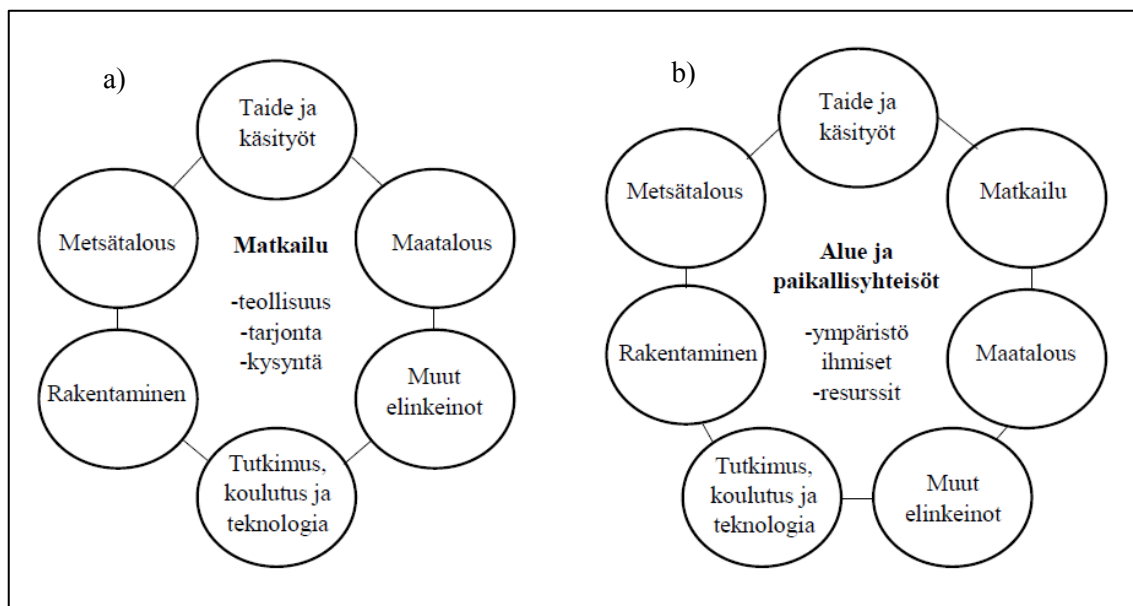 a)
Taide ja
käsityöt
Metsätalous
Matkailu
-teollisuus
-tarjonta
-kysyntä
Maatalous
Rakentaminen
Muut
elinkeinot
Tutkimus,
koulutus ja
teknologia
b)
Taide ja
käsityöt
Metsätalous
Matkailu
Alue ja
paikallisyhteisöt
-ympäristö
ihmiset
-resurssit
Rakentaminen
Maatalous
Tutkimus,
koulutus ja
teknologia
Muut
elinkeinot